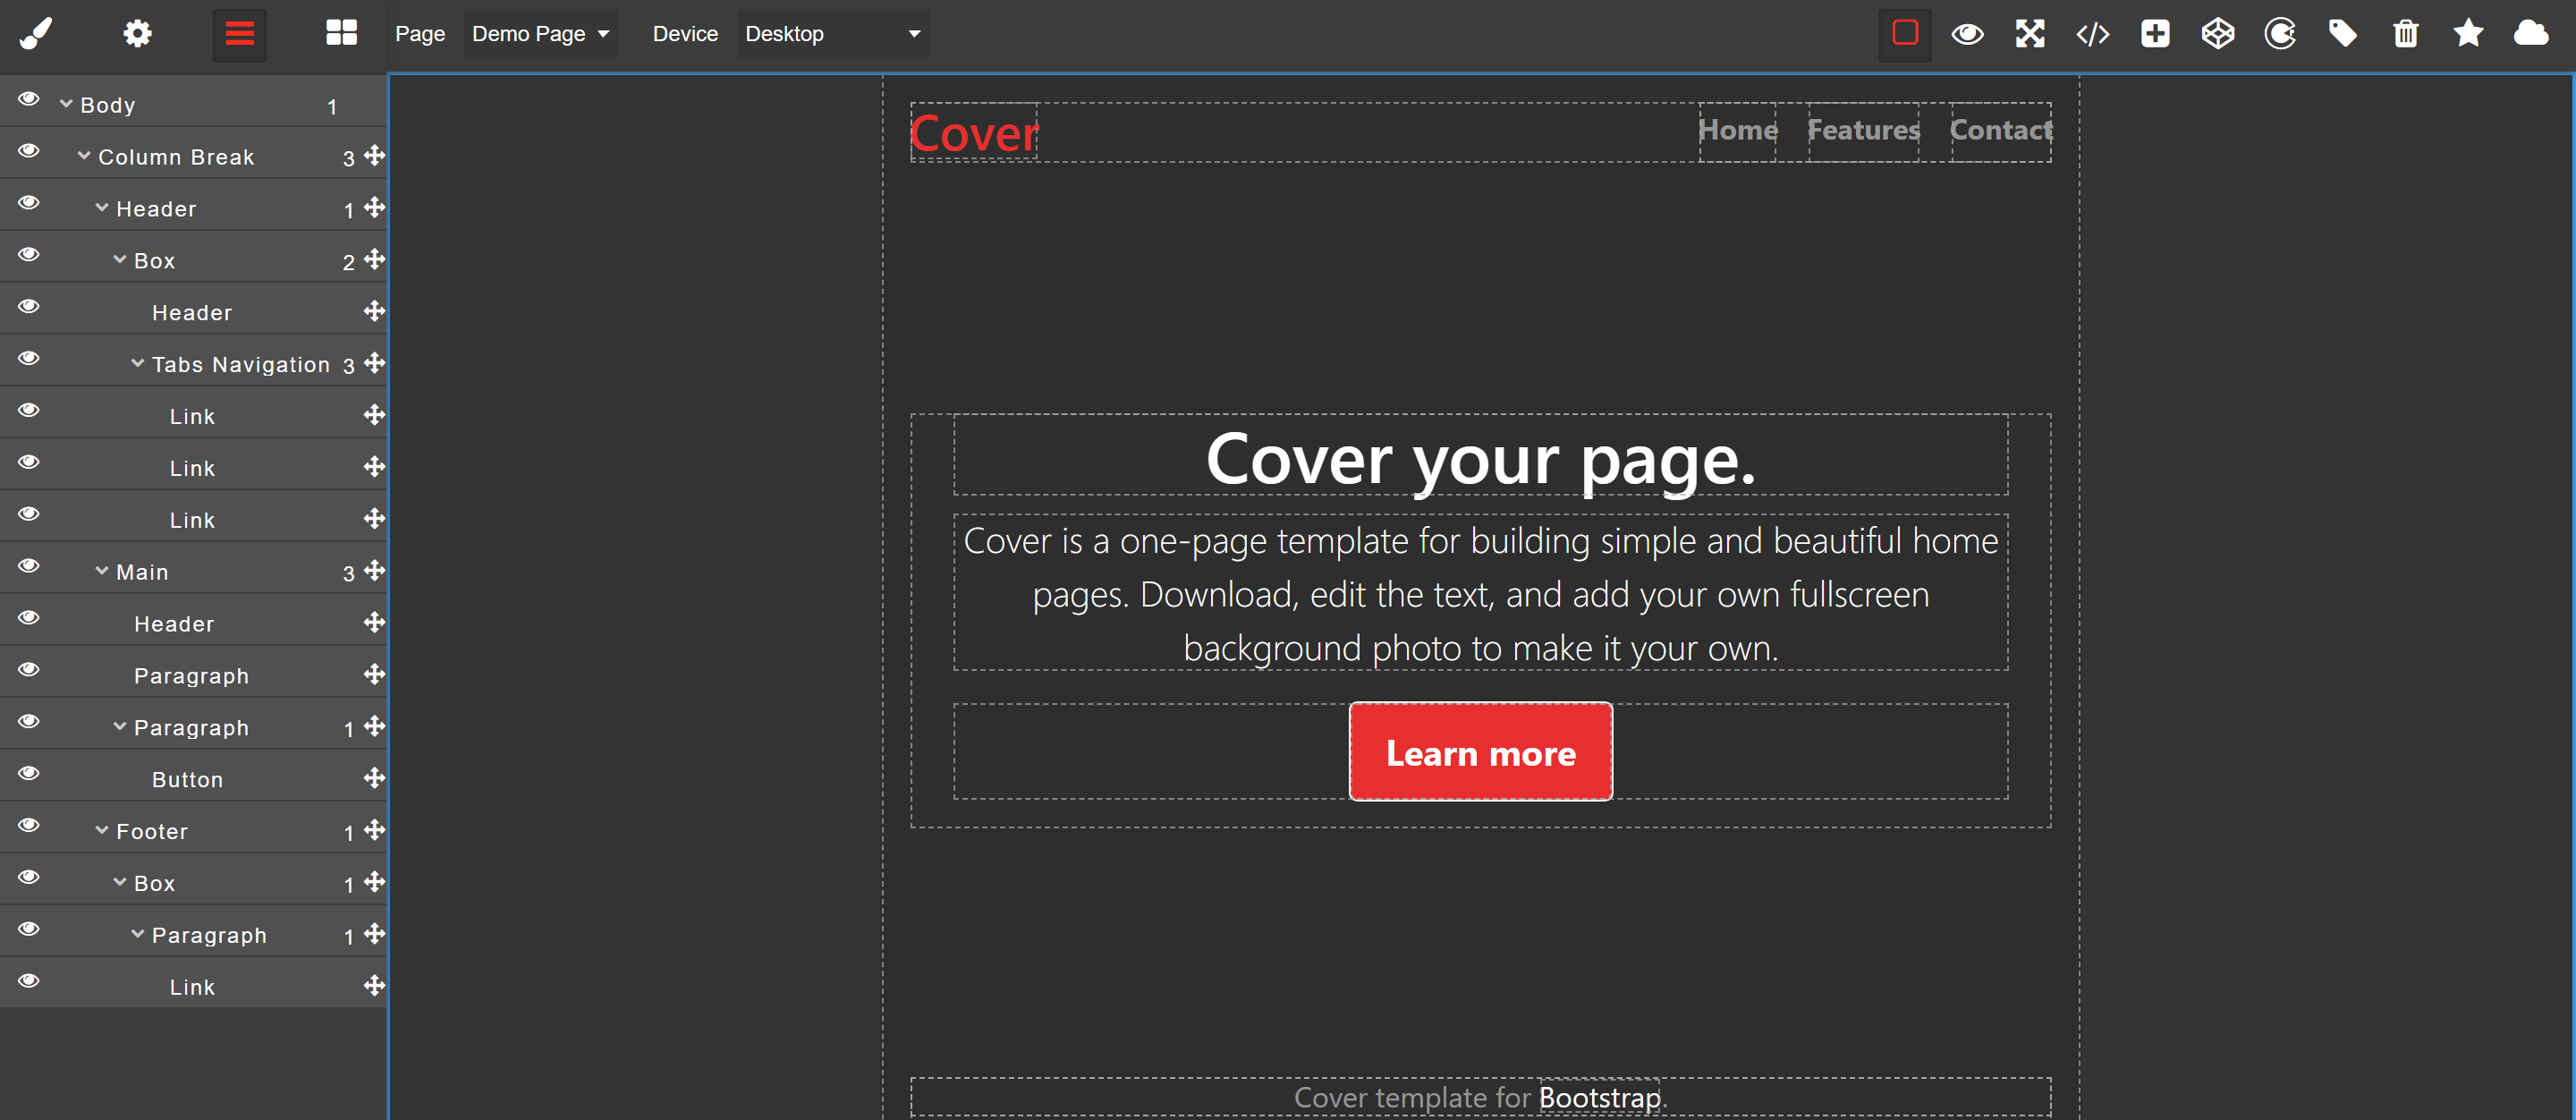 Page Demo Page Device Desktop
Body 1
Column Break 3
Header 1
Box 2
Header
Tabs Navigation 3
Link
Link
Link
Main 3
Header
Paragraph
Paragraph 1
Button
Footer 1
Box 1
Paragraph 1
Link
Cover Home Features Contact
Cover your page.
Cover is a one-page template for building simple and beautiful home
pages. Download, edit the text, and add your own fullscreen
background photo to make it your own.
Learn more
Cover template for Bootstrap.